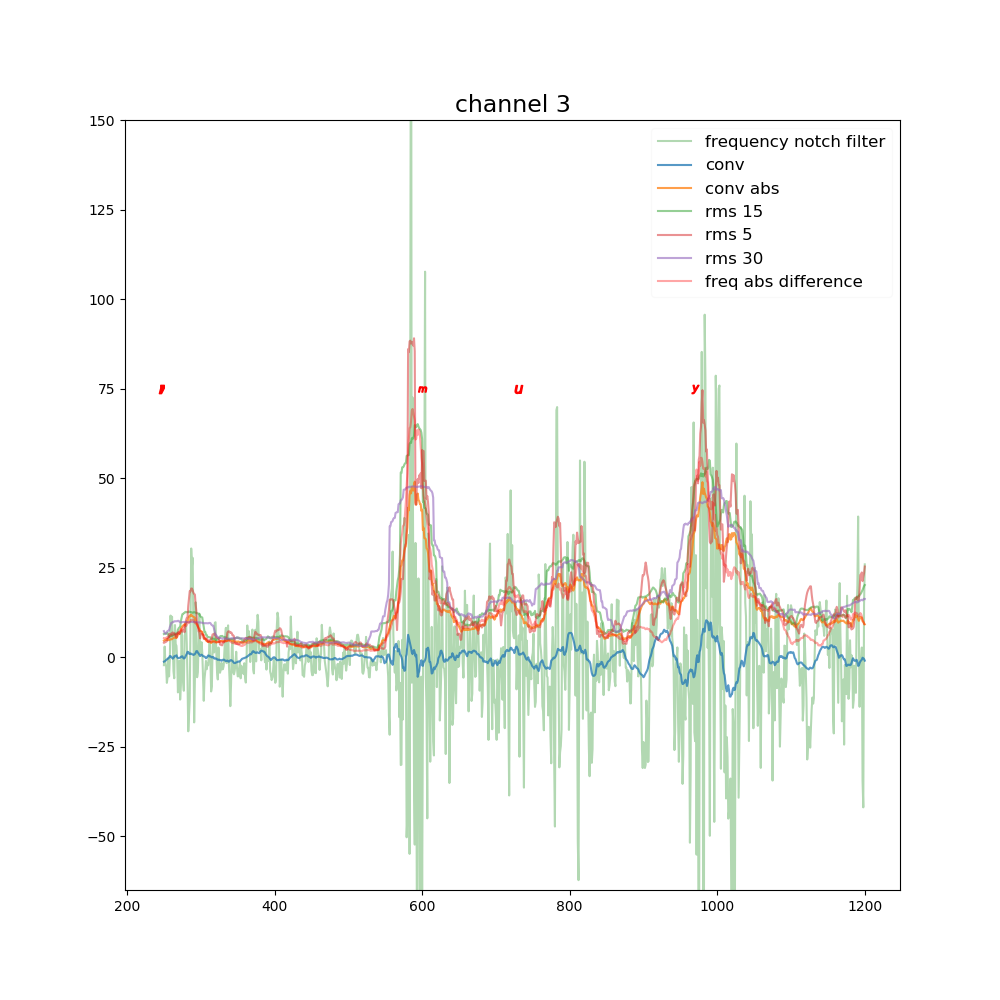 channel 3
150
125
100
75
50
25
0
−25
−50
frequency notch filter
conv
conv abs
rms 15
rms 5
rms 30
freq abs difference
m
u
y
200
400
600
800
1000
1200